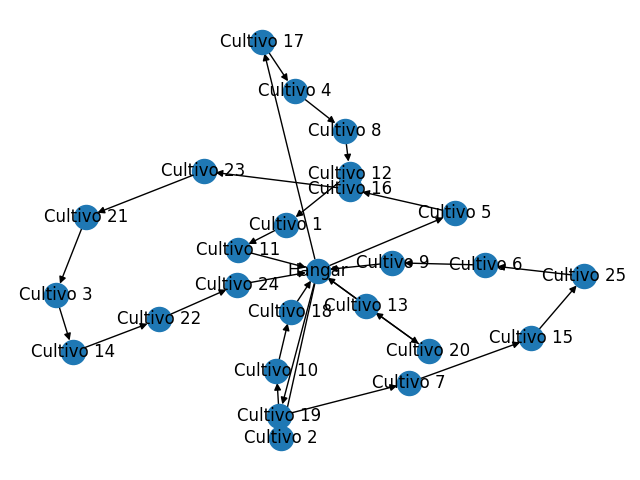 Cultivo 17
Cultivo 4
Cultivo 8
Cultivo 23
Cultivo 12
Cultivo 16
Cultivo 21
Cultivo 5
Cultivo 1
Cultivo 11
Cultivo 9
Cultivo 6
Hangar
Cultivo 25
Cultivo 24
Cultivo 3
Cultivo 13
Cultivo 18
Cultivo 22
Cultivo 15
Cultivo 14
Cultivo 20
Cultivo 10
Cultivo 7
Cultivo 19
Cultivo 2